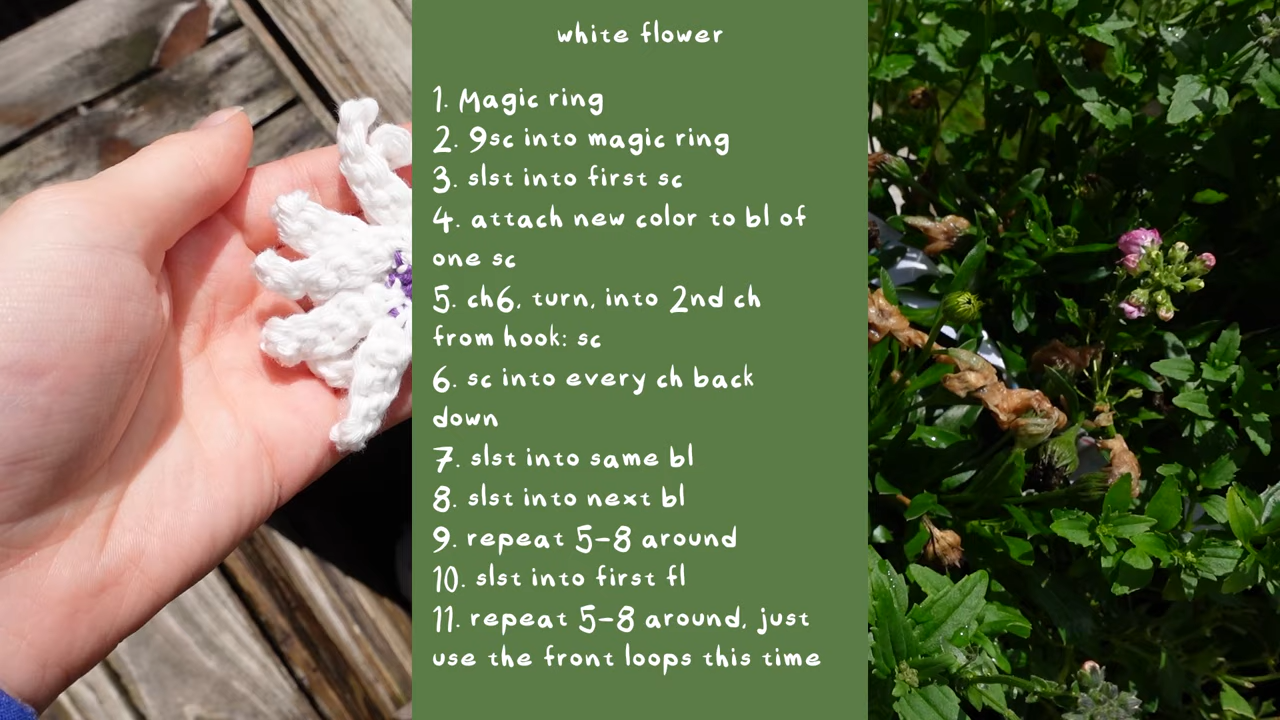 white flower
1. Magic ring
2. 9sc into magic ring
3. slst into first sc
4. attach new color to bl of
one sc
5. ch6, turn, into 2nd ch
from hook: sc
6. sc into every ch back
down
7. slst into same bl
8. slst into next bl
9. repeat 5-8 around
10. slst into first fl
11. repeat 5-8 around, just
use the front loops this time